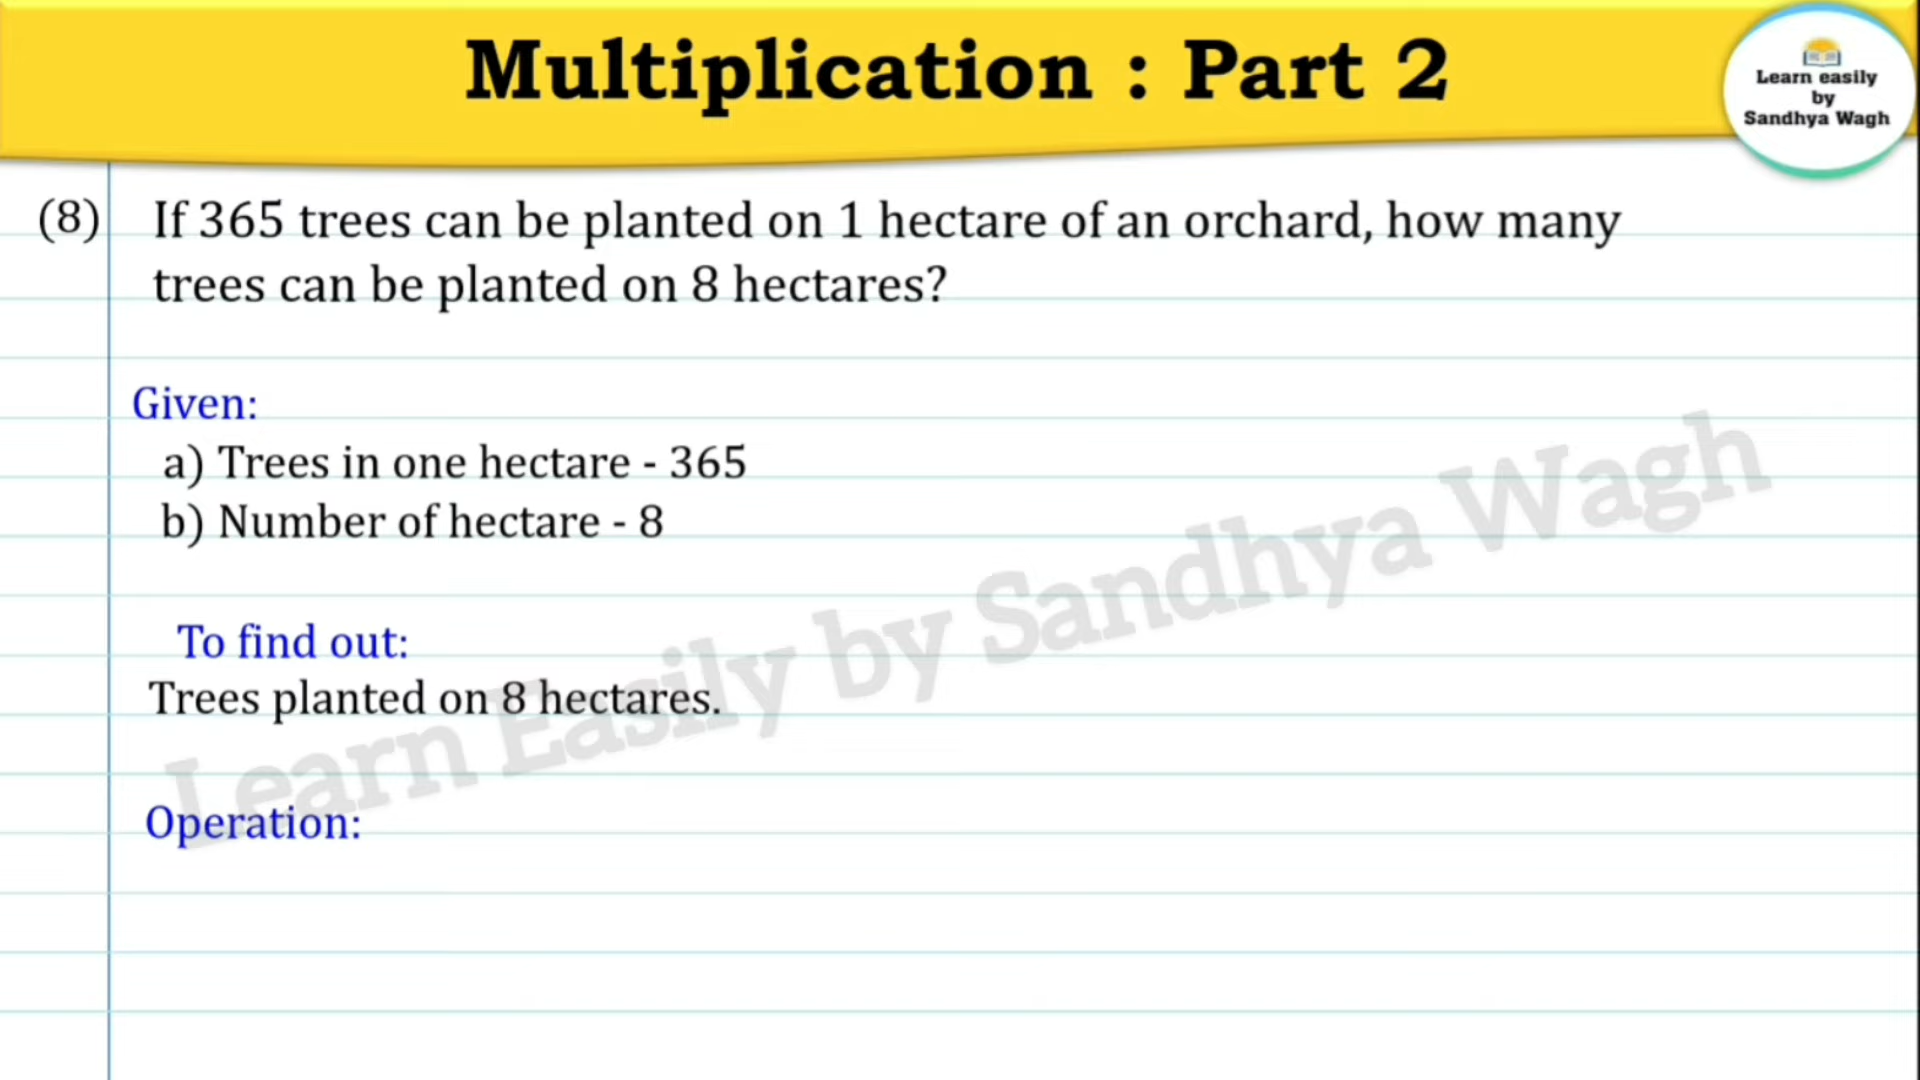 Multiplication : Part 2
Learn easily
by
Sandhya Wagh
(8) If 365 trees can be planted on 1 hectare of an orchard, how many
trees can be planted on 8 hectares?
Given:
a) Trees in one hectare - 365
b) Number of hectare - 8
To find out:
Trees planted on 8 hectares.
Operation:
Learn Easily by Sandhya Wagh